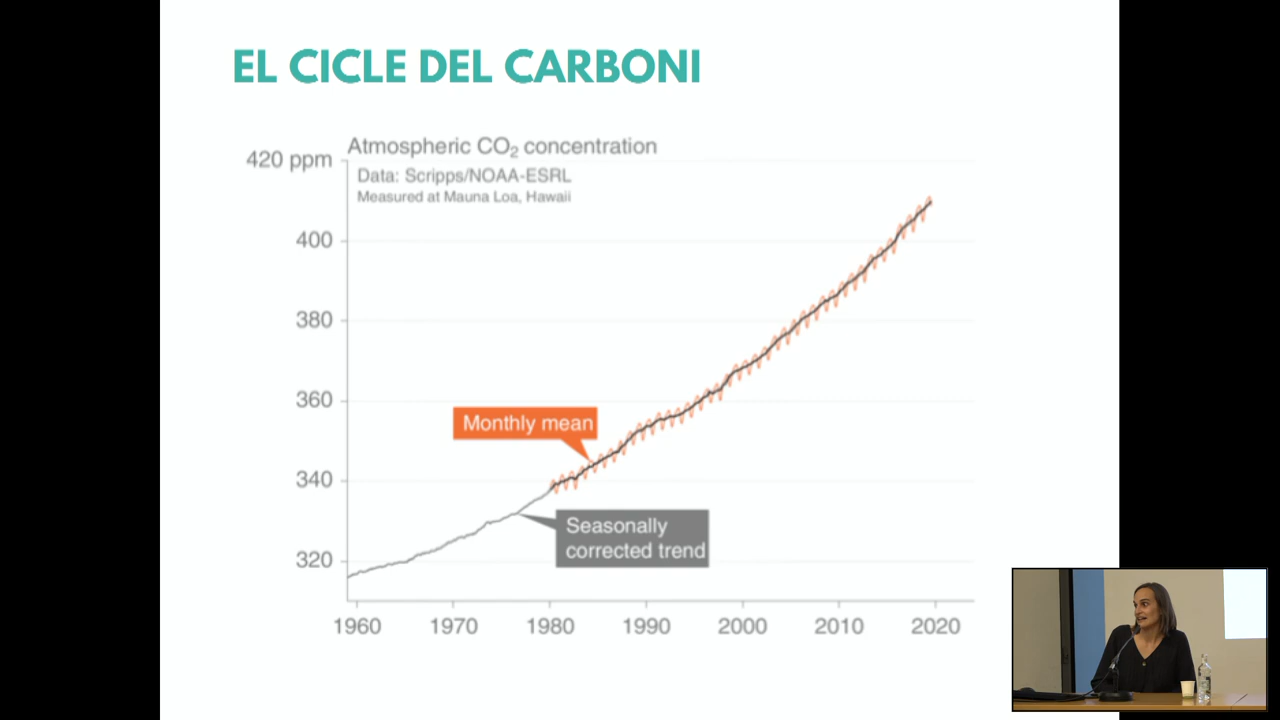 EL CICLE DEL CARBONI
Atmospheric CO₂ concentration
420 ppm
Data: Scripps/NOAA-ESRL
Measured at Mauna Loa, Hawaii
400
380
360
Monthly mean
340
Seasonally
corrected trend
320
1960 1970 1980 1990 2000 2010 2020